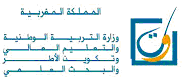 المملكة المغربية
وزارة التربية الوطنية
والتعليم العالي
وتكوين الأطر
والبحث العلمي